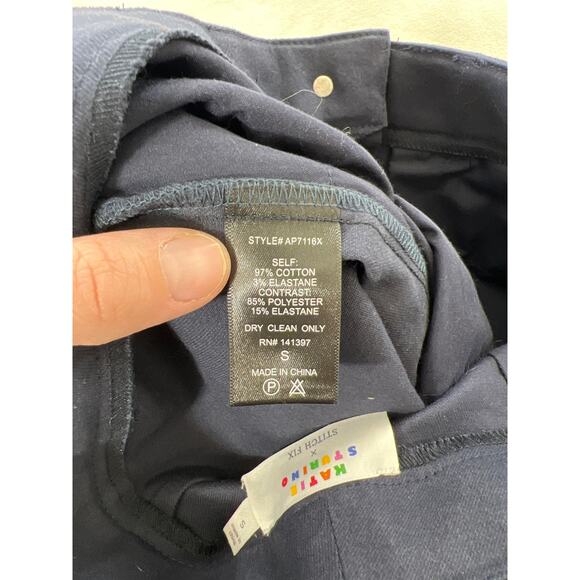 STYLE# AP7116X
SELF:
97% COTTON
3% ELASTANE
CONTRAST:
85% POLYESTER
15% ELASTANE
DRY CLEAN ONLY
RN# 141397
S
MADE IN CHINA
P
KATIE
STURINO
×
STITCH FIX
S